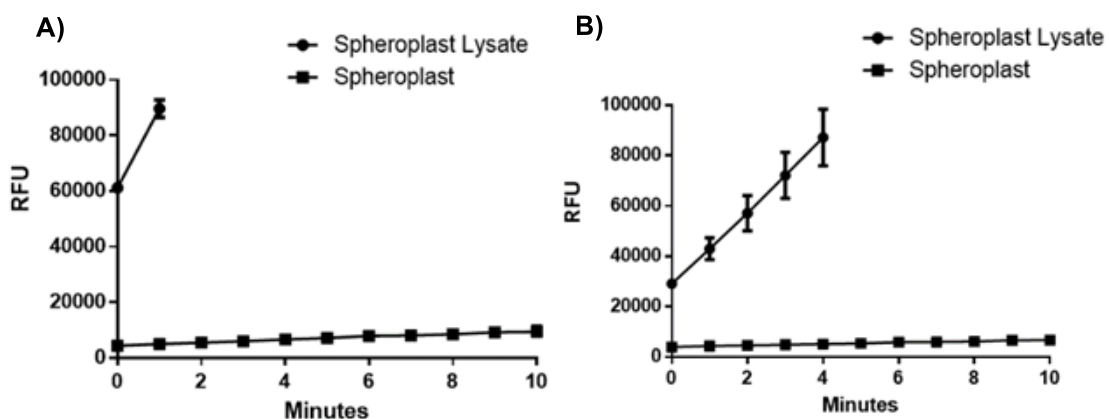 A)
Spheroplast Lysate
Spheroplast
100000
80000
60000
40000
20000
0
RFU
0 2 4 6 8 10
Minutes
B)
Spheroplast Lysate
Spheroplast
100000
80000
60000
40000
20000
0
RFU
0 2 4 6 8 10
Minutes